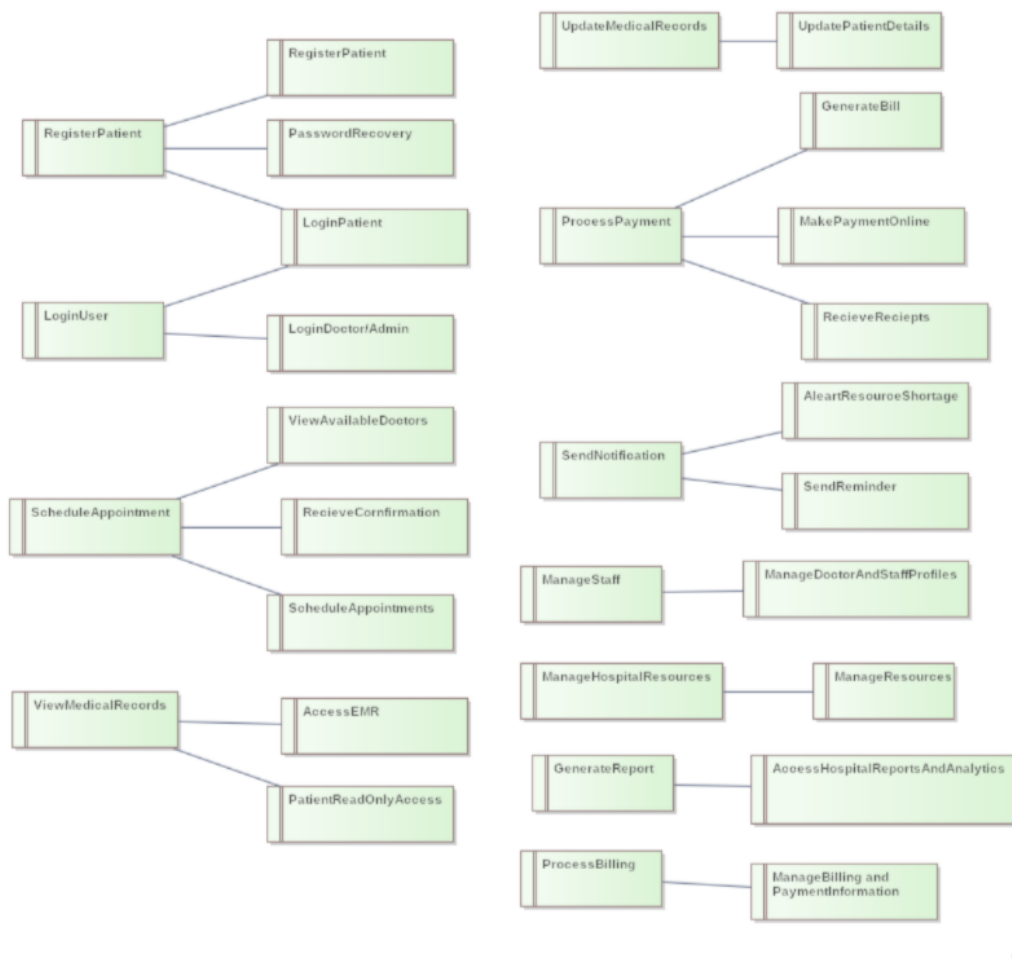 RegisterPatient
RegisterPatient
PasswordRecovery
LoginPatient
LoginUser
LoginDoctor/Admin
ViewAvailableDoctors
ScheduleAppointment
RecieveCornfirmation
ScheduleAppointments
ViewMedicalRecords
AccessEMR
PatientReadOnlyAccess
UpdateMedicalRecords
UpdatePatientDetails
GenerateBill
ProcessPayment
MakePaymentOnline
RecieveReciepts
AleartResourceShortage
SendNotification
SendReminder
ManageStaff
ManageDoctorAndStaffProfiles
ManageHospitalResources
ManageResources
GenerateReport
AccessHospitalReportsAndAnalytics
ProcessBilling
ManageBilling and
PaymentInformation